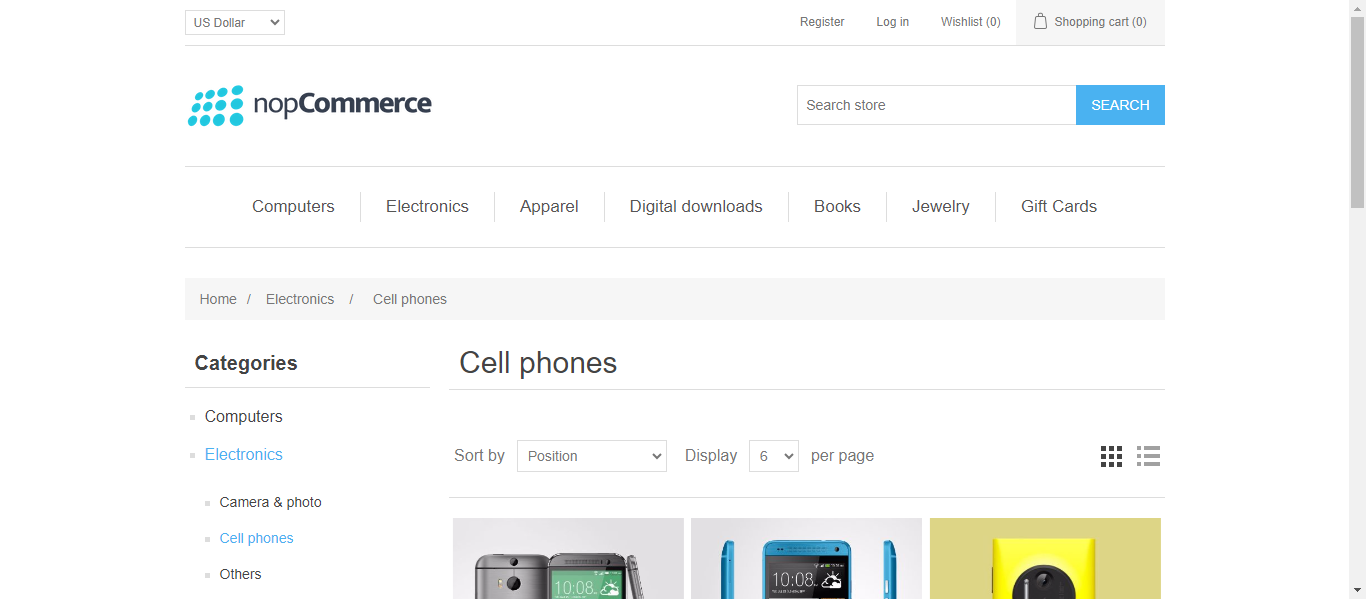 US Dollar
Register Log in Wishlist (0) Shopping cart (0)
nopCommerce
Search store SEARCH
Computers Electronics Apparel Digital downloads Books Jewelry Gift Cards
Home / Electronics / Cell phones
Categories
Cell phones
Computers
Electronics
Sort by Position Display 6 per page
Camera & photo
Cell phones
Others
10:08
10:08